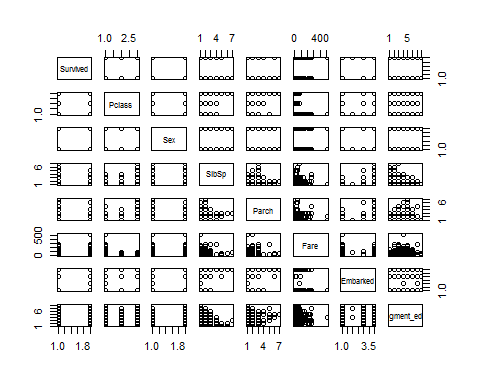 1.0 2.5 1 4 7 0 400 1 5
Survived 1.0
1.0 Pclass
Sex 1.0
1 6 SibSp
Parch 1 6
0 500 Fare
Embarked 1.0
1 6 gment_ed
1.0 1.8 1.0 1.8 1 4 7 1.0 3.5